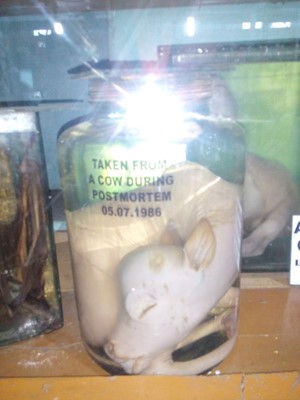 TAKEN FROM
A COW DURING
POSTMORTEM
05.07.1986